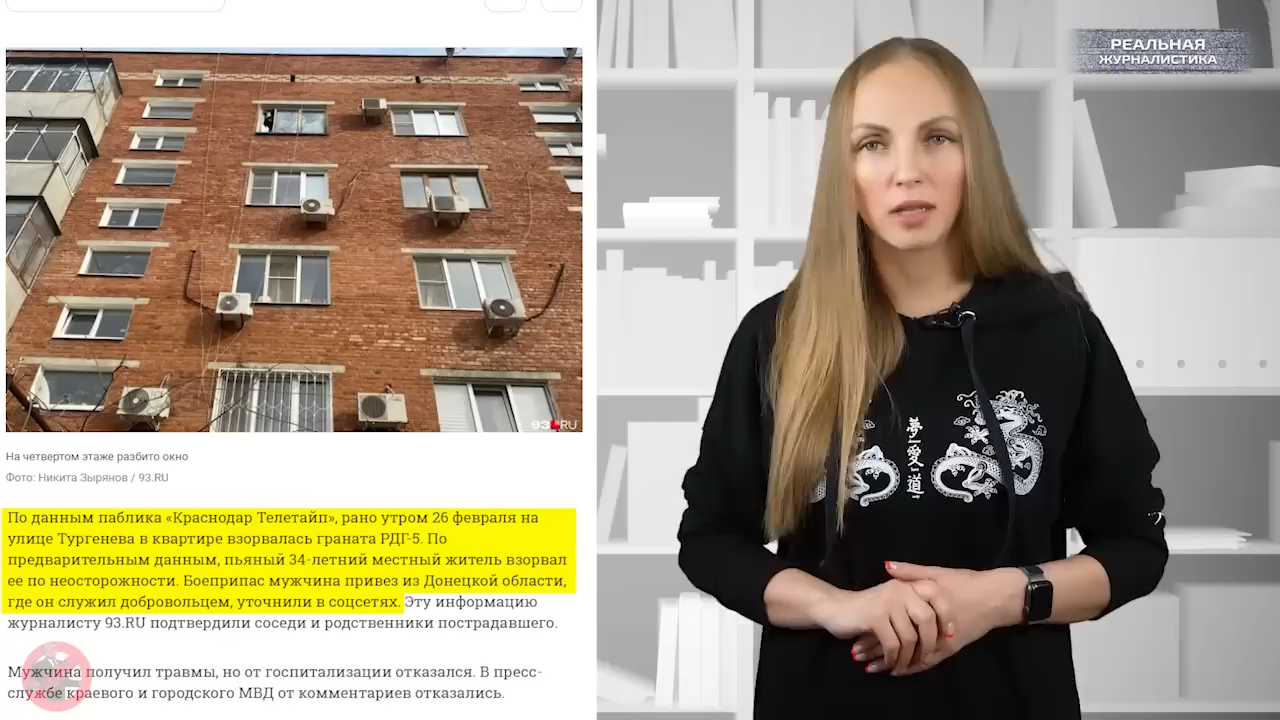 93.RU
На четвертом этаже разбито окно
Фото: Никита Зырянов / 93.RU
По данным паблика «Краснодар Телетайп», рано утром 26 февраля на
улице Тургенева в квартире взорвалась граната РДГ-5. По
предварительным данным, пьяный 34-летний местный житель взорвал
ее по неосторожности. Боеприпас мужчина привез из Донецкой области,
где он служил добровольцем, уточнили в соцсетях. Эту информацию
журналисту 93.RU подтвердили соседи и родственники пострадавшего.
Мужчина получил травмы, но от госпитализации отказался. В пресс-
службе краевого и городского МВД от комментариев отказались.
РЕАЛЬНАЯ
ЖУРНАЛИСТИКА
夢
愛
道